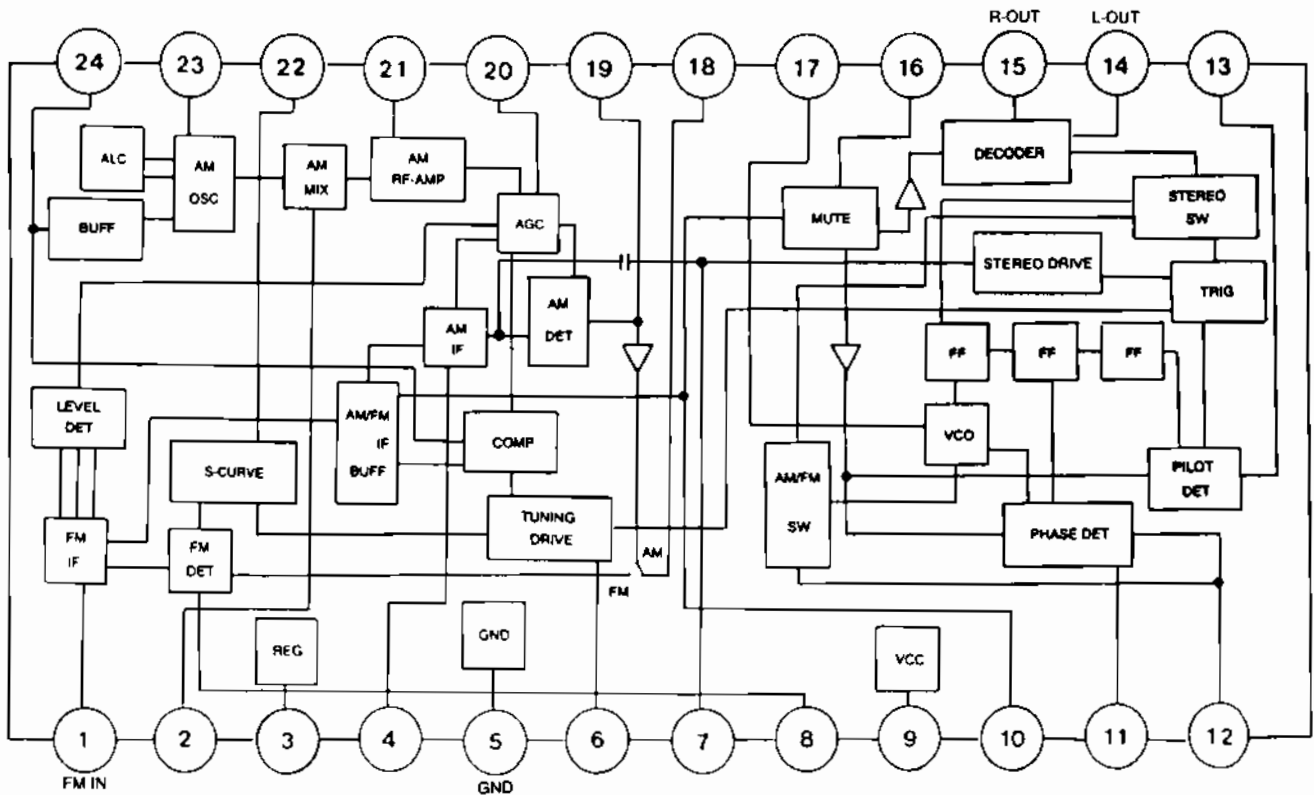 R-OUT L-OUT
24 23 22 21 20 19 18 17 16 15 14 13
ALC
AM
OSC
AM
MIX
AM
RF-AMP
DECODER
BUFF
AGC
MUTE
STEREO
SW
STEREO DRIVE
TRIG
AM
DET
AM
IF
FF FF FF
LEVEL
DET
AM/FM
IF
BUFF
COMP
VCO
S-CURVE
AM/FM
SW
PILOT
DET
FM
IF
FM
DET
TUNING
DRIVE
PHASE DET
AM
FM
REG
GND
VCC
1 2 3 4 5 6 7 8 9 10 11 12
FM IN
GND